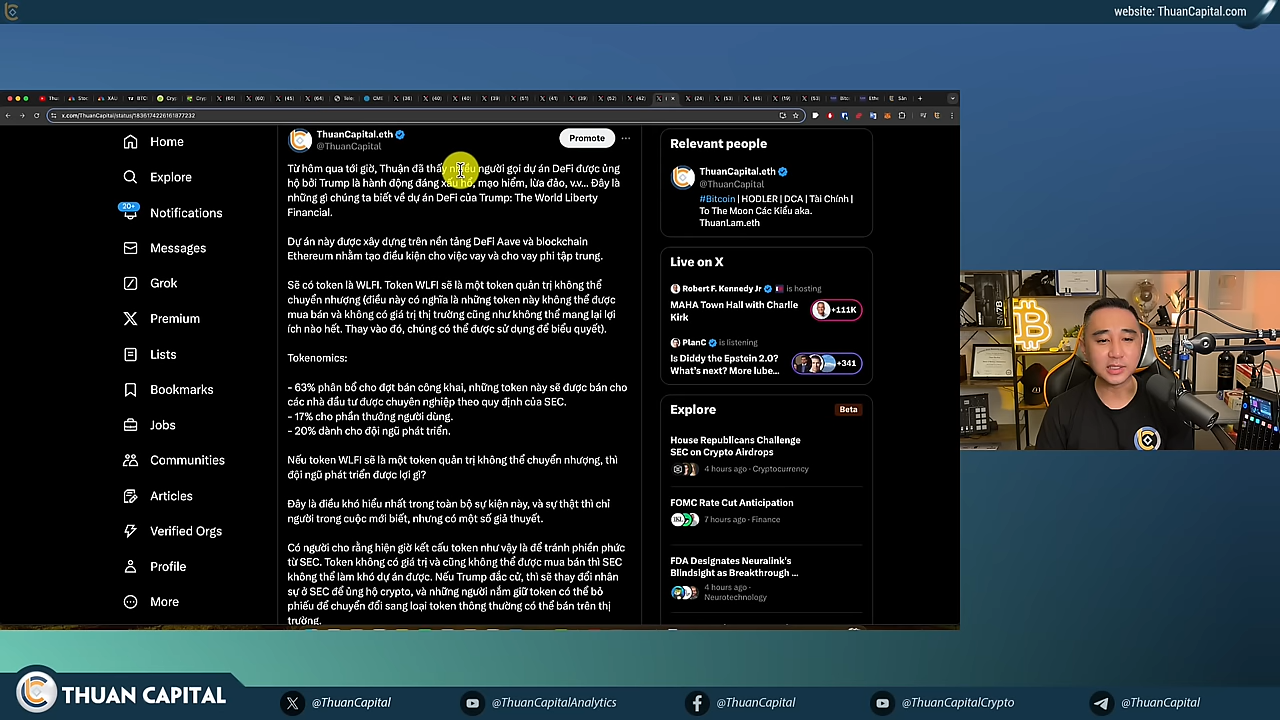 website: ThuanCapital.com
x.com/ThuanCapital/status/1836174226161877232
Home
Explore
20+
Notifications
Messages
Grok
Premium
Lists
Bookmarks
Jobs
Communities
Articles
Verified Orgs
Profile
More
ThuanCapital.eth
@ThuanCapital
Promote
Từ hôm qua tới giờ, Thuận đã thấy nhiều người gọi dự án DeFi được ủng
hộ bởi Trump là hành động đáng xấu hổ, mạo hiểm, lừa đảo, v.v... Đây là
những gì chúng ta biết về dự án DeFi của Trump: The World Liberty
Financial.
Dự án này được xây dựng trên nền tảng DeFi Aave và blockchain
Ethereum nhằm tạo điều kiện cho việc vay và cho vay phi tập trung.
Sẽ có token là WLFI. Token WLFI sẽ là một token quản trị không thể
chuyển nhượng (điều này có nghĩa là những token này không thể được
mua bán và không có giá trị thị trường cũng như không thể mang lại lợi
ích nào hết. Thay vào đó, chúng có thể được sử dụng để biểu quyết).
Tokenomics:
- 63% phân bổ cho đợt bán công khai, những token này sẽ được bán cho
các nhà đầu tư được chuyên nghiệp theo quy định của SEC.
- 17% cho phần thưởng người dùng.
- 20% dành cho đội ngũ phát triển.
Nếu token WLFI sẽ là một token quản trị không thể chuyển nhượng, thì
đội ngũ phát triển được lợi gì?
Đây là điều khó hiểu nhất trong toàn bộ sự kiện này, và sự thật thì chỉ
người trong cuộc mới biết, nhưng có một số giả thuyết.
Có người cho rằng hiện giờ kết cấu token như vậy là để tránh phiền phức
từ SEC. Token không có giá trị và cũng không thể được mua bán thì SEC
không thể làm khó dự án được. Nếu Trump đắc cử, thì sẽ thay đổi nhân
sự ở SEC để ủng hộ crypto, và những người nắm giữ token có thể bỏ
phiếu để chuyển đổi sang loại token thông thường có thể bán trên thị
trường.
Relevant people
ThuanCapital.eth
@ThuanCapital
#Bitcoin | HODLER | DCA | Tài Chính |
To The Moon Các Kiểu aka.
ThuanLam.eth
Live on X
Robert F. Kennedy Jr is hosting
MAHA Town Hall with Charlie
Kirk
+111K
PlanC is listening
Is Diddy the Epstein 2.0?
What's next? More lube...
+341
Explore
Beta
House Republicans Challenge
SEC on Crypto Airdrops
4 hours ago · Cryptocurrency
FOMC Rate Cut Anticipation
7 hours ago · Finance
FDA Designates Neuralink's
Blindsight as Breakthrough ...
4 hours ago ·
Neurotechnology
THUAN CAPITAL
@ThuanCapital
@ThuanCapitalAnalytics
@ThuanCapital
@ThuanCapitalCrypto
@ThuanCapital